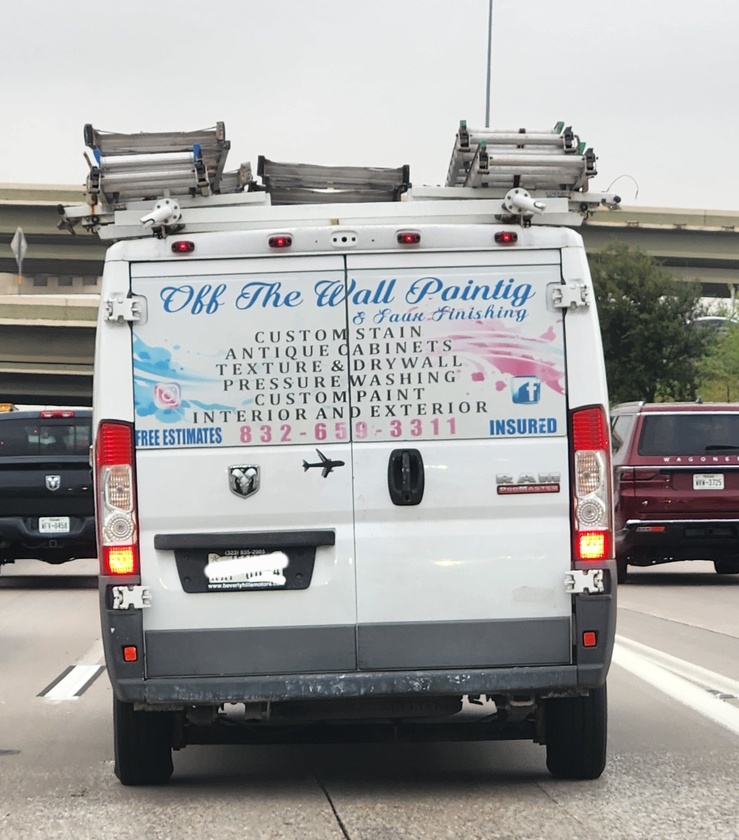 Off The Wall Paintig
& Faux Finishing
CUSTOM STAIN
ANTIQUE CABINETS
TEXTURE & DRYWALL
PRESSURE WASHING
CUSTOM PAINT
INTERIOR AND EXTERIOR
FREE ESTIMATES 832-659-3311 INSURED
RAM
PROMASTER
WAGONEER